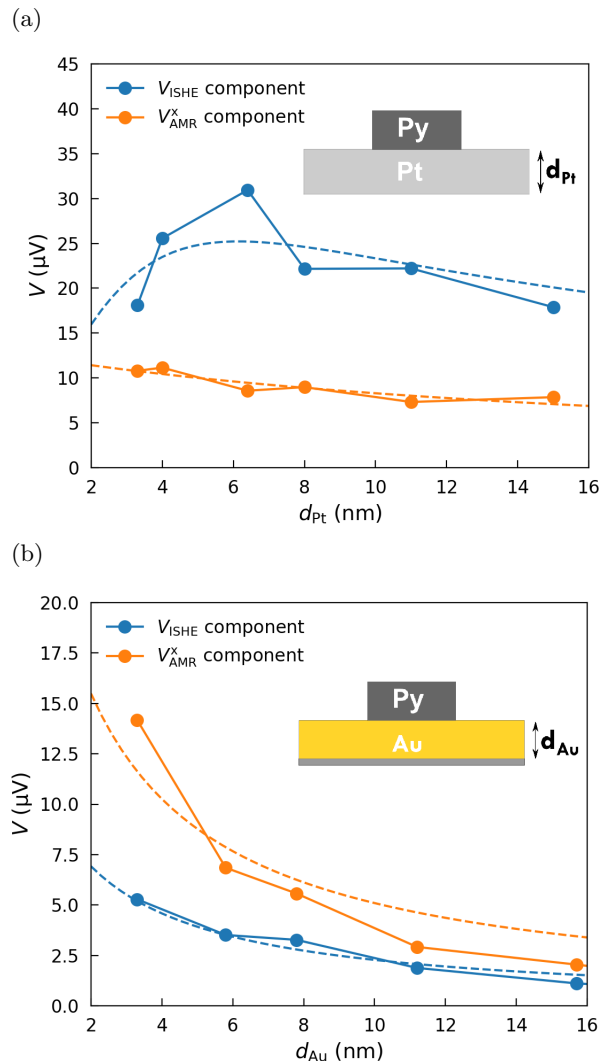 (a)
45
40
35
30
25
20
15
10
5
0
V (μV)
V_ISHE component
V^x_AMR component
Py
Pt
d_Pt
2 4 6 8 10 12 14 16
d_Pt (nm)
(b)
20.0
17.5
15.0
12.5
10.0
7.5
5.0
2.5
0.0
V (μV)
V_ISHE component
V^x_AMR component
Py
Au
d_Au
2 4 6 8 10 12 14 16
d_Au (nm)